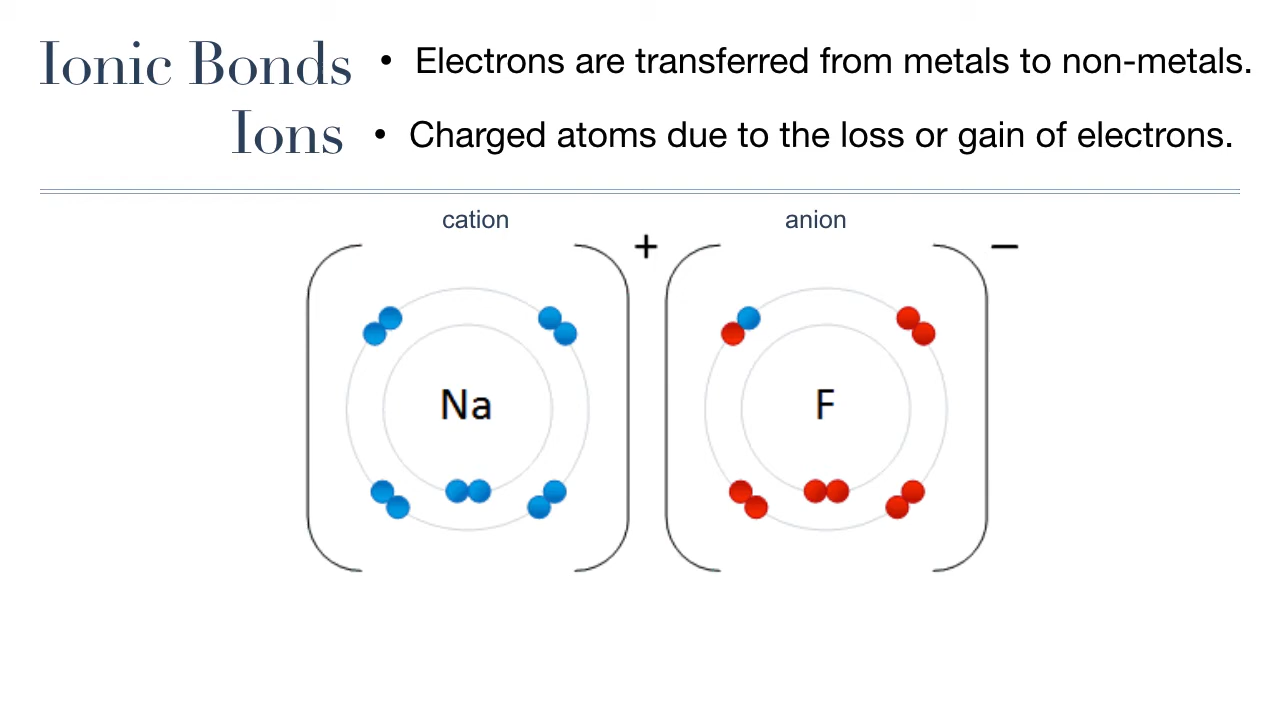 Ionic Bonds • Electrons are transferred from metals to non-metals.
Ions • Charged atoms due to the loss or gain of electrons.
cation anion
+ −
Na F